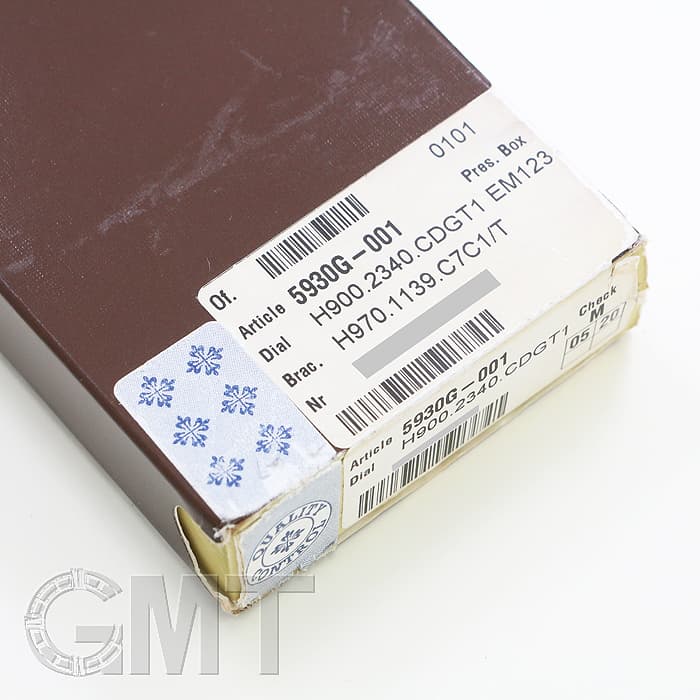 0101
Pres. Box
Of.
Article 5930G-001
Dial H900.2340.CDGT1 EM123
Brac. H970.1139.C7C1/T
Nr
Check
M
05 20
Article 5930G-001
Dial H900.2340.CDGT1
QUALITY CONTROL
GMT